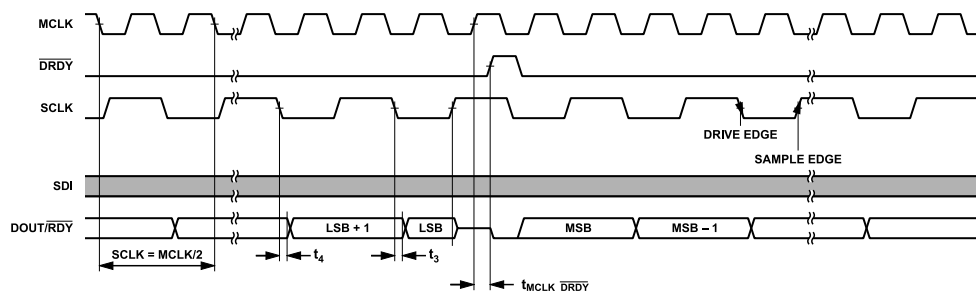 MCLK
DRDY
SCLK
DRIVE EDGE
SAMPLE EDGE
SDI
DOUT/RDY
LSB + 1
LSB
MSB
MSB – 1
SCLK = MCLK/2
t4
t3
tMCLK DRDY